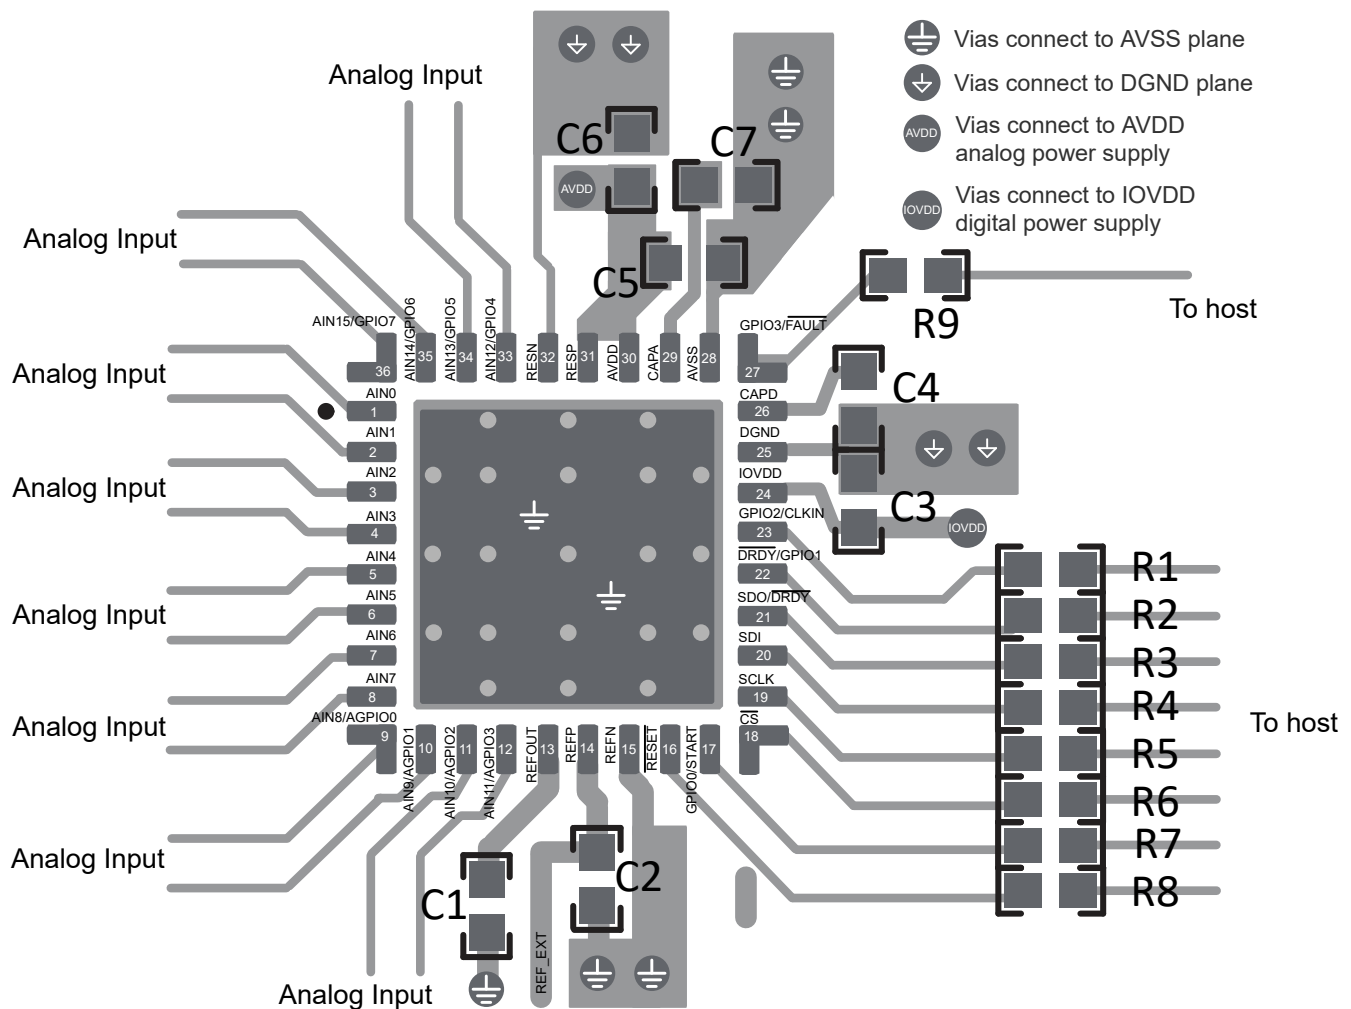 Vias connect to AVSS plane
Vias connect to DGND plane
AVDD
Vias connect to AVDD
analog power supply
IOVDD
Vias connect to IOVDD
digital power supply
Analog Input
C6
C7
AVDD
Analog Input
C5
R9
To host
AIN15/GPIO7
AIN14/GPIO6
AIN13/GPIO5
AIN12/GPIO4
RESN
RESP
AVDD
CAPA
AVSS
GPIO3/FAULT
36
35
34
33
32
31
30
29
28
27
Analog Input
AIN0
1
AIN1
2
CAPD
26
C4
DGND
25
Analog Input
AIN2
3
AIN3
4
IOVDD
24
C3
GPIO2/CLKIN
23
IOVDD
Analog Input
AIN4
5
AIN5
6
DRDY/GPIO1
22
SDO/DRDY
21
R1
R2
Analog Input
AIN6
7
AIN7
8
SDI
20
SCLK
19
R3
R4
To host
AIN8/AGPIO0
9
AIN9/AGPIO1
10
AIN10/AGPIO2
11
AIN11/AGPIO3
12
REFOUT
13
REFP
14
REFN
15
RESET
16
GPIO0/START
17
CS
18
R5
R6
R7
R8
Analog Input
C1
C2
REF_EXT
Analog Input